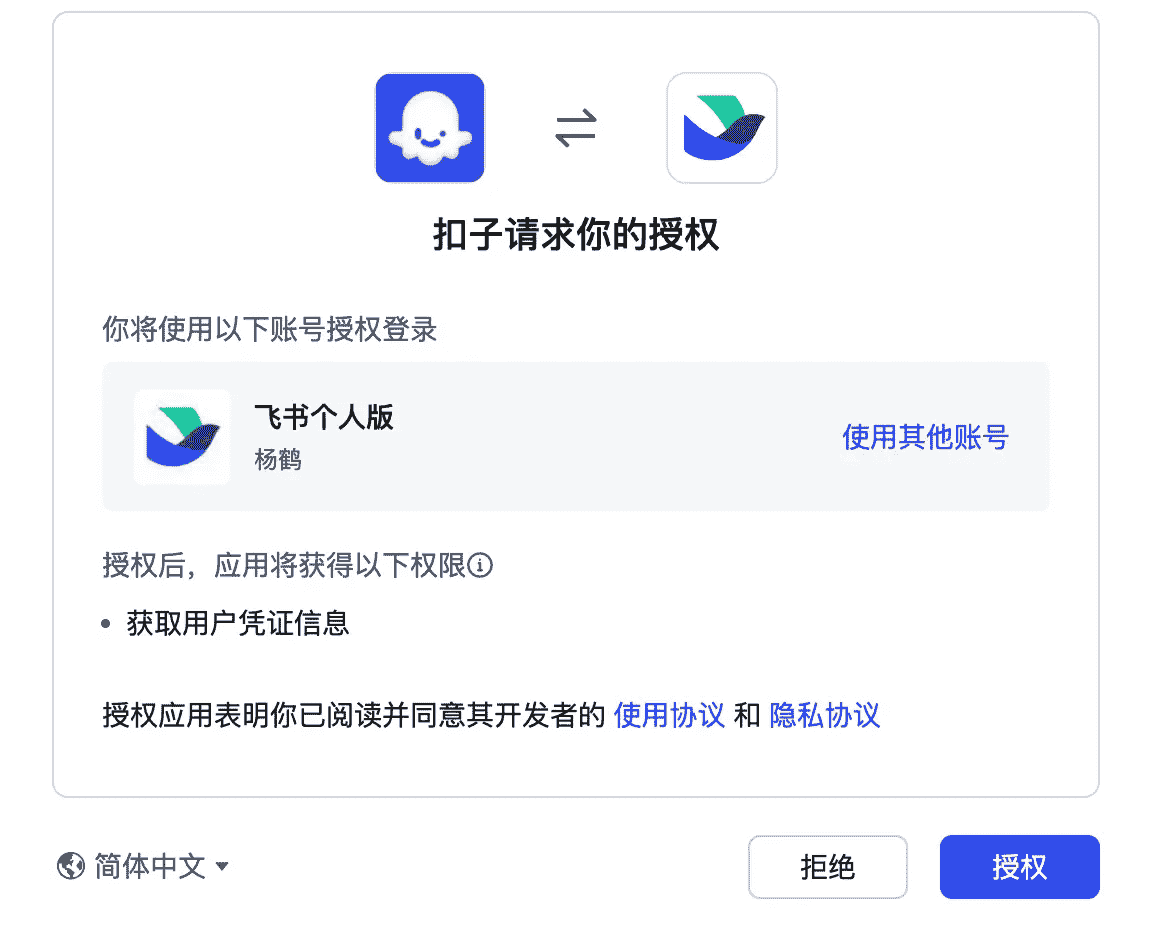 扣子请求你的授权
你将使用以下账号授权登录
飞书个人版
杨鹤
使用其他账号
授权后，应用将获得以下权限
获取用户凭证信息
授权应用表明你已阅读并同意其开发者的 使用协议 和 隐私协议
简体中文
拒绝
授权